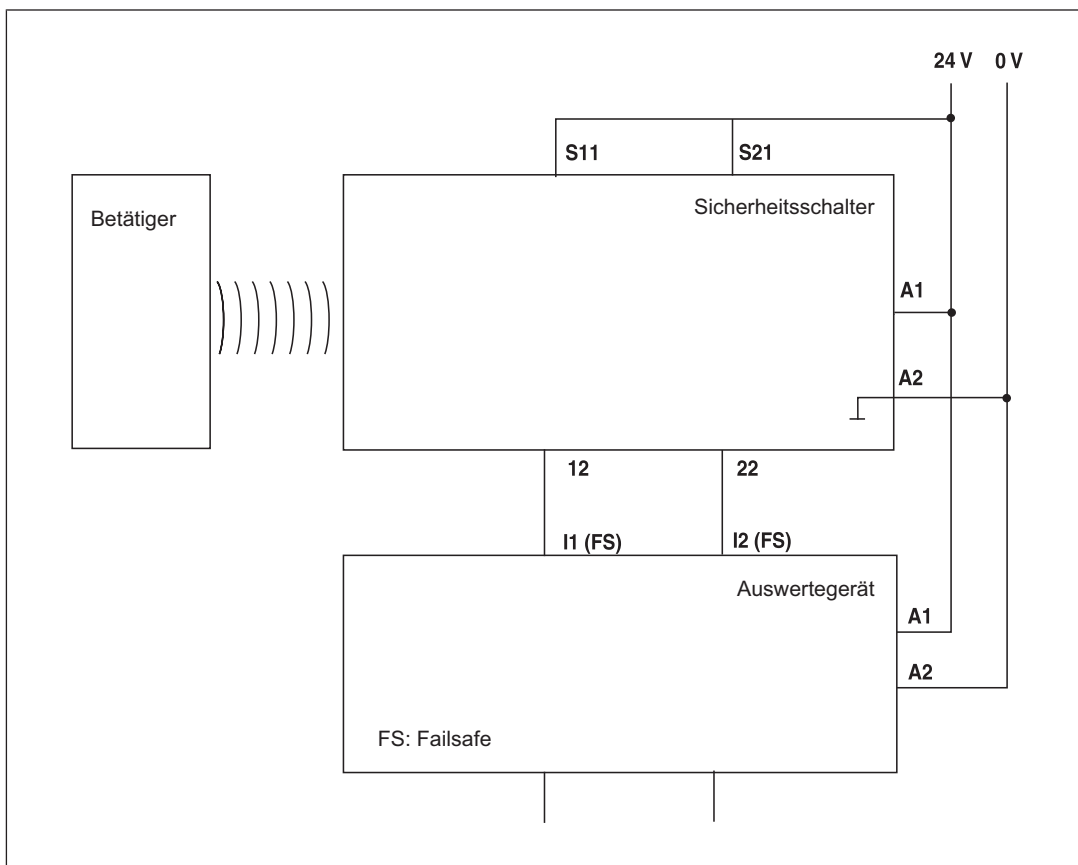 24 V 0 V
S11 S21
Sicherheitsschalter
Betätiger
A1
A2
12 22
I1 (FS) I2 (FS)
Auswertegerät
A1
A2
FS: Failsafe